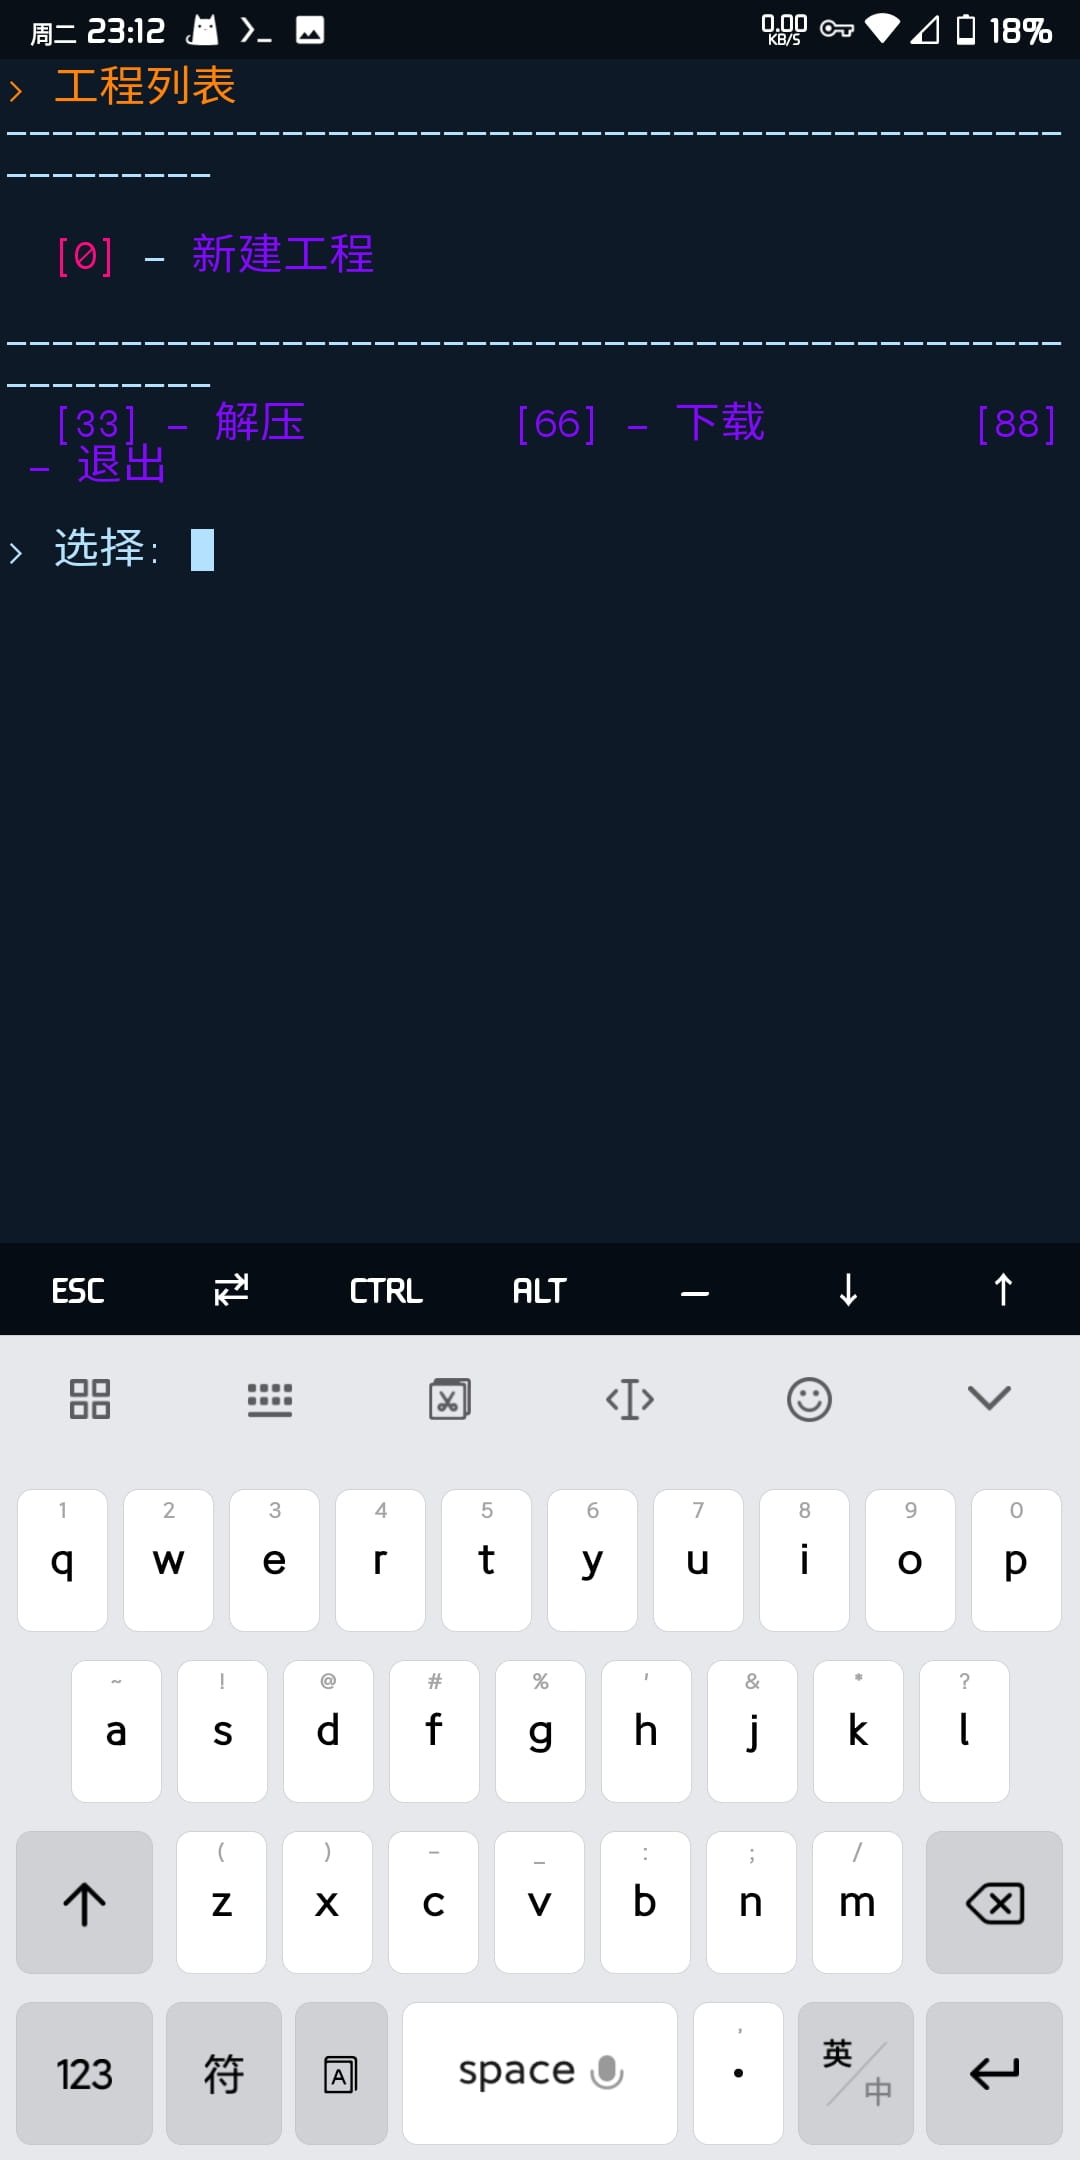 周二 23:12 0.00 KB/S 18%
> 工程列表
----------------------------------------------
---------
[0] - 新建工程
----------------------------------------------
---------
[33] - 解压 [66] - 下载 [88]
- 退出
> 选择:
ESC ⇄ CTRL ALT — ↓ ↑
1 2 3 4 5 6 7 8 9 0
q w e r t y u i o p
~ ! @ # % ' & * ?
a s d f g h j k l
( ) - _ : ; /
z x c v b n m
123 符 A space , . 英/中